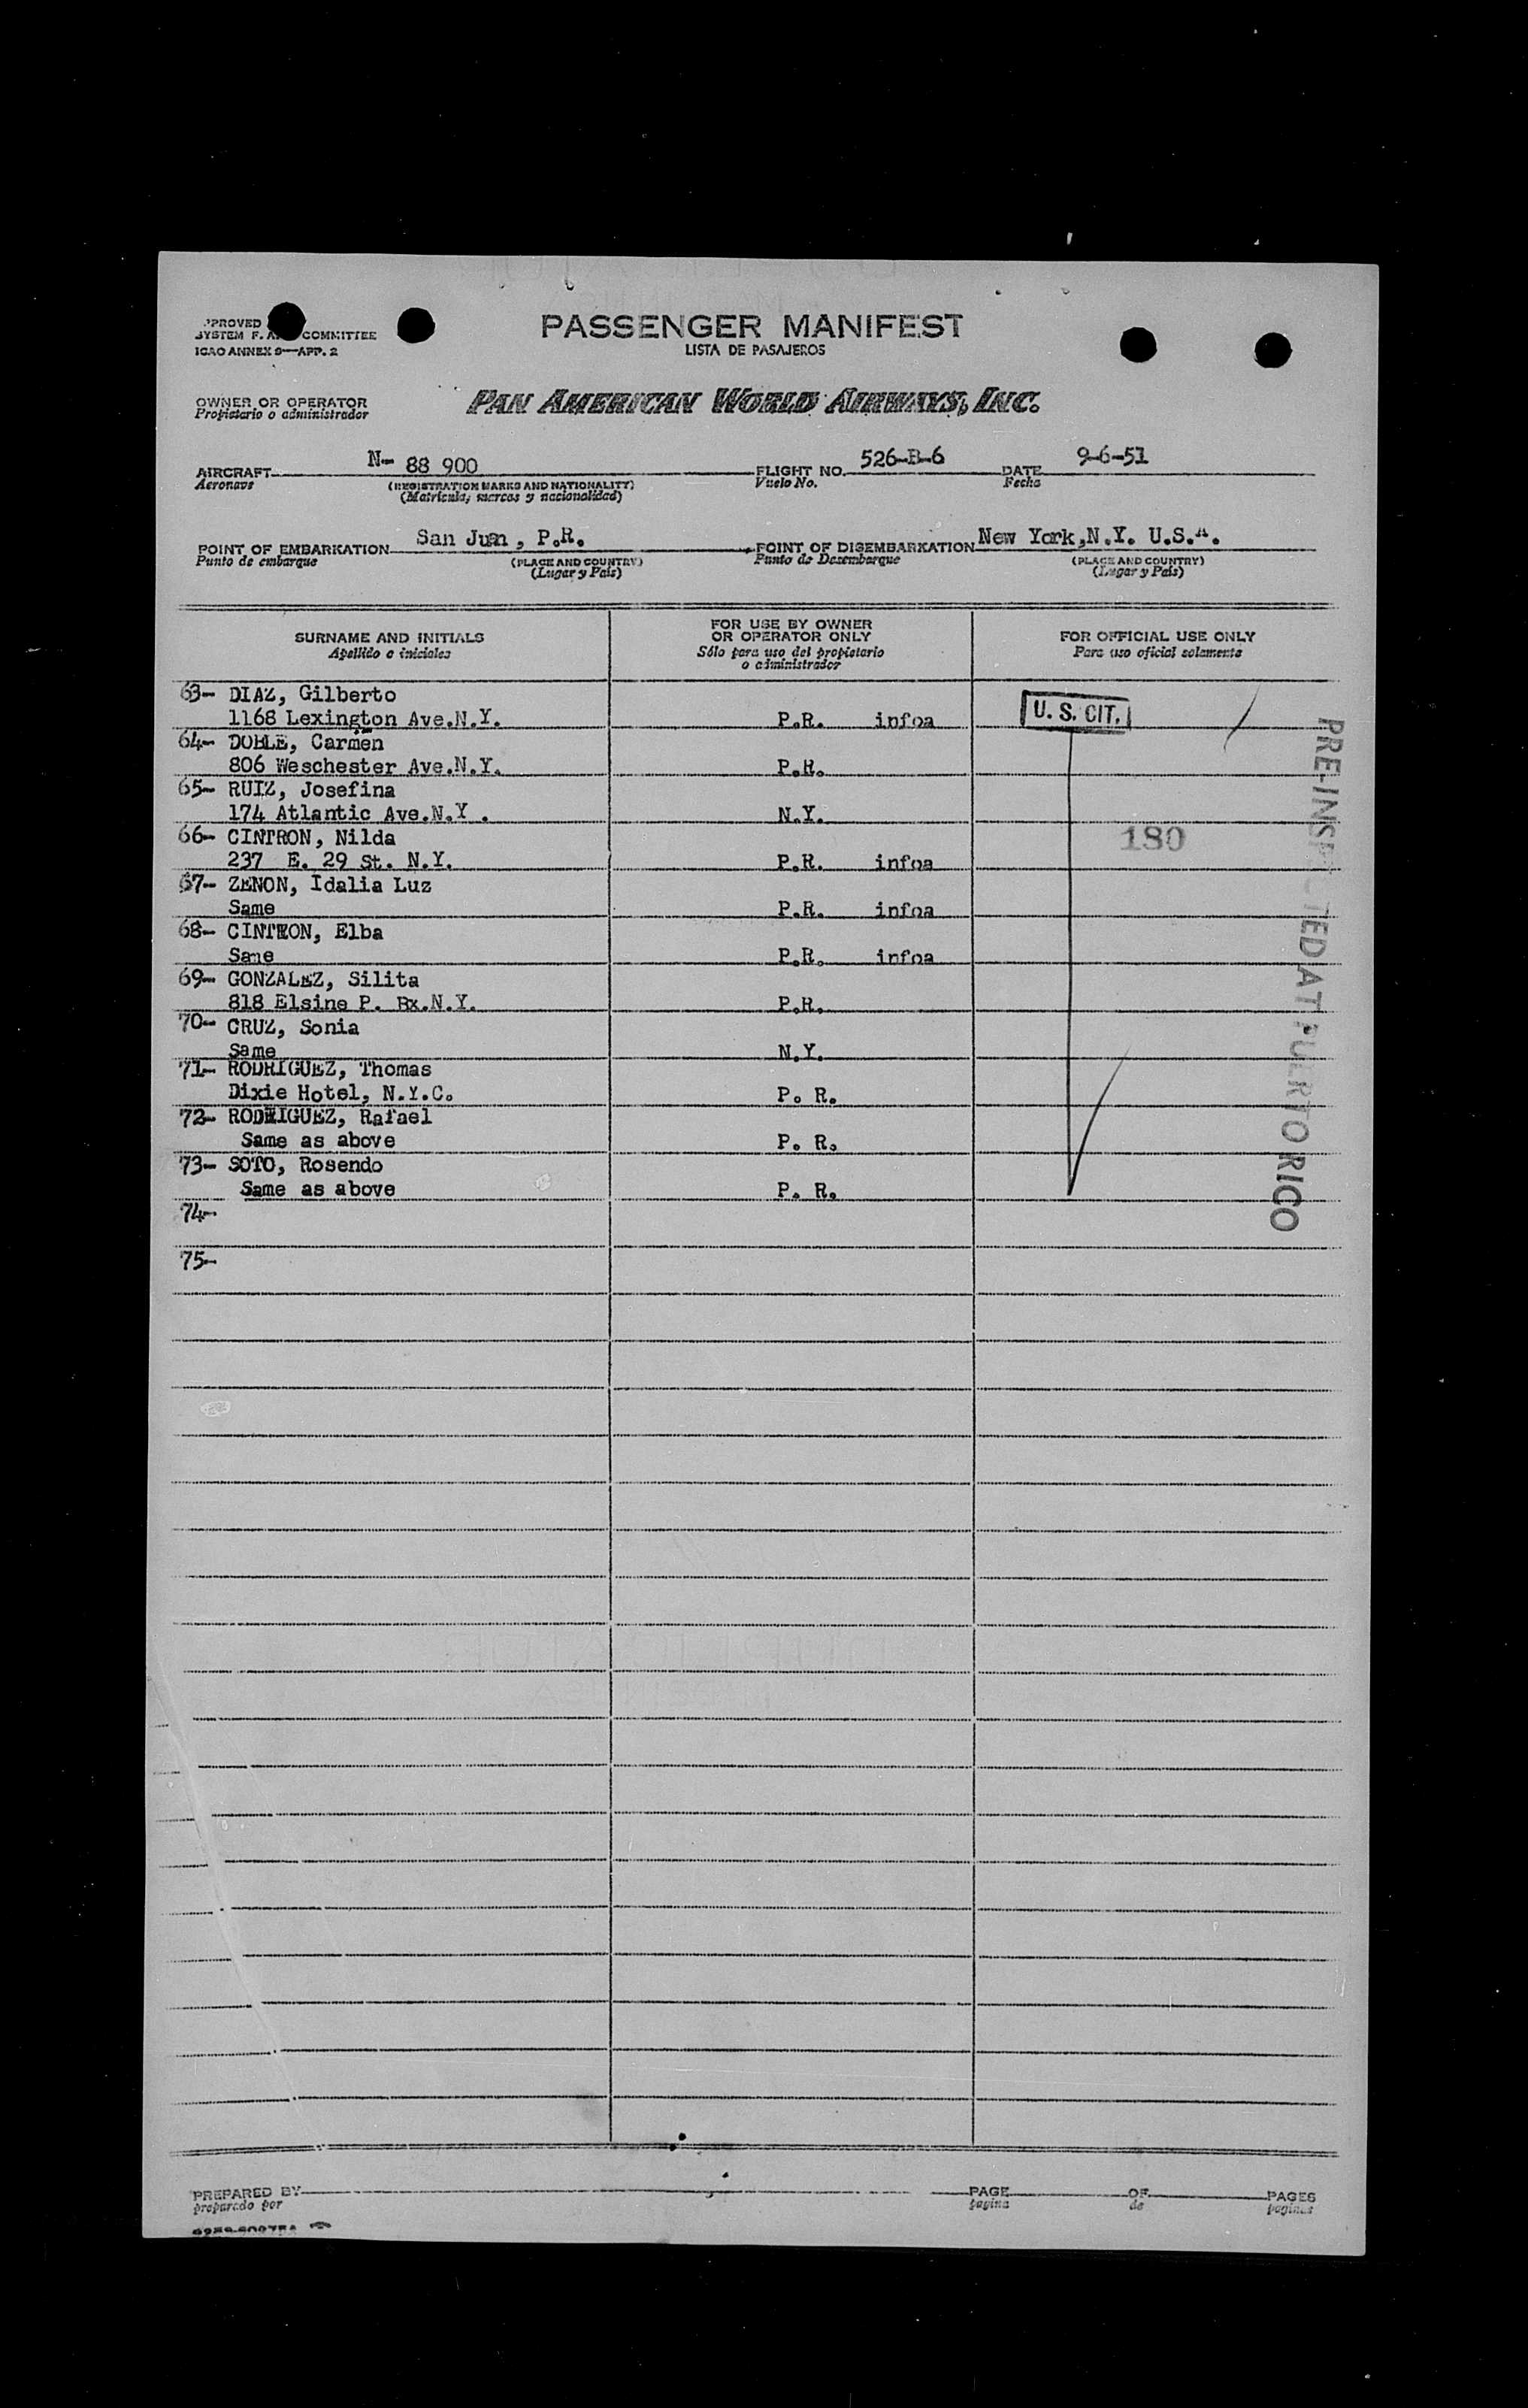 PASSENGER MANIFEST
LISTA DE PASAJEROS
PROVED
SYSTEM F. COMMITTEE
ICAO ANNEX 9—APP. 2
OWNER OR OPERATOR
Propietario o administrador
PAN AMERICAN WORLD AIRWAYS, INC.
AIRCRAFT N- 88 900 FLIGHT NO. 526-B-6 DATE 9-6-51
Aeronave (REGISTRATION MARKS AND NATIONALITY) Vuelo No. Fecha
(Matricula, marcas y nacionalidad)
POINT OF EMBARKATION San Juan, P.R. POINT OF DISEMBARKATION New York,N.Y. U.S.A.
Punto de embarque (PLACE AND COUNTRY) Punto de Desembarque (PLACE AND COUNTRY)
(Lugar y Pais) (Lugar y Pais)
SURNAME AND INITIALS
Apellido e iniciales
FOR USE BY OWNER
OR OPERATOR ONLY
Sólo para uso del propietario
o administrador
FOR OFFICIAL USE ONLY
Para uso oficial solamente
63- DIAZ, Gilberto
1168 Lexington Ave.N.Y. P.R. infoa U. S. CIT.
64- DOBLE, Carmen
806 Weschester Ave.N.Y. P.R.
65- RUIZ, Josefina
174 Atlantic Ave.N.Y . N.Y.
66- CINTRON, Nilda 180
237 E. 29 St. N.Y. P.R. infoa
67- ZENON, Idalia Luz
Same P.R. infoa
68- CINTRON, Elba
Same P.R. infoa
69- GONZALEZ, Silita
818 Elsine P. Bx.N.Y. P.R.
70- CRUZ, Sonia
Same N.Y.
71- RODRIGUEZ, Thomas
Dixie Hotel, N.Y.C. P. R.
72- RODRIGUEZ, Rafael
Same as above P. R.
73- SOTO, Rosendo
Same as above P. R.
74-
75-
PRE-INSPECTED AT PUERTO RICO
PREPARED BY PAGE OF PAGES
preparado por pagina de paginas